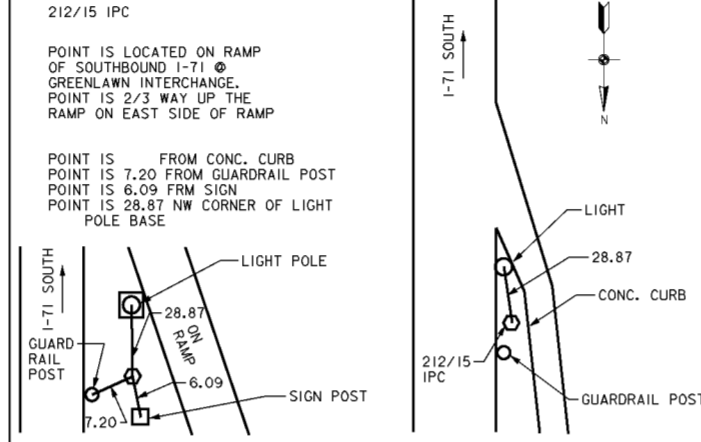 212/15 IPC
POINT IS LOCATED ON RAMP
OF SOUTHBOUND I-71 @
GREENLAWN INTERCHANGE.
POINT IS 2/3 WAY UP THE
RAMP ON EAST SIDE OF RAMP
POINT IS FROM CONC. CURB
POINT IS 7.20 FROM GUARDRAIL POST
POINT IS 6.09 FRM SIGN
POINT IS 28.87 NW CORNER OF LIGHT
POLE BASE
I-71 SOUTH
LIGHT POLE
28.87
ON
RAMP
GUARD
RAIL
POST
6.09
SIGN POST
7.20
I-71 SOUTH
N
LIGHT
28.87
CONC. CURB
212/15
IPC
GUARDRAIL POST